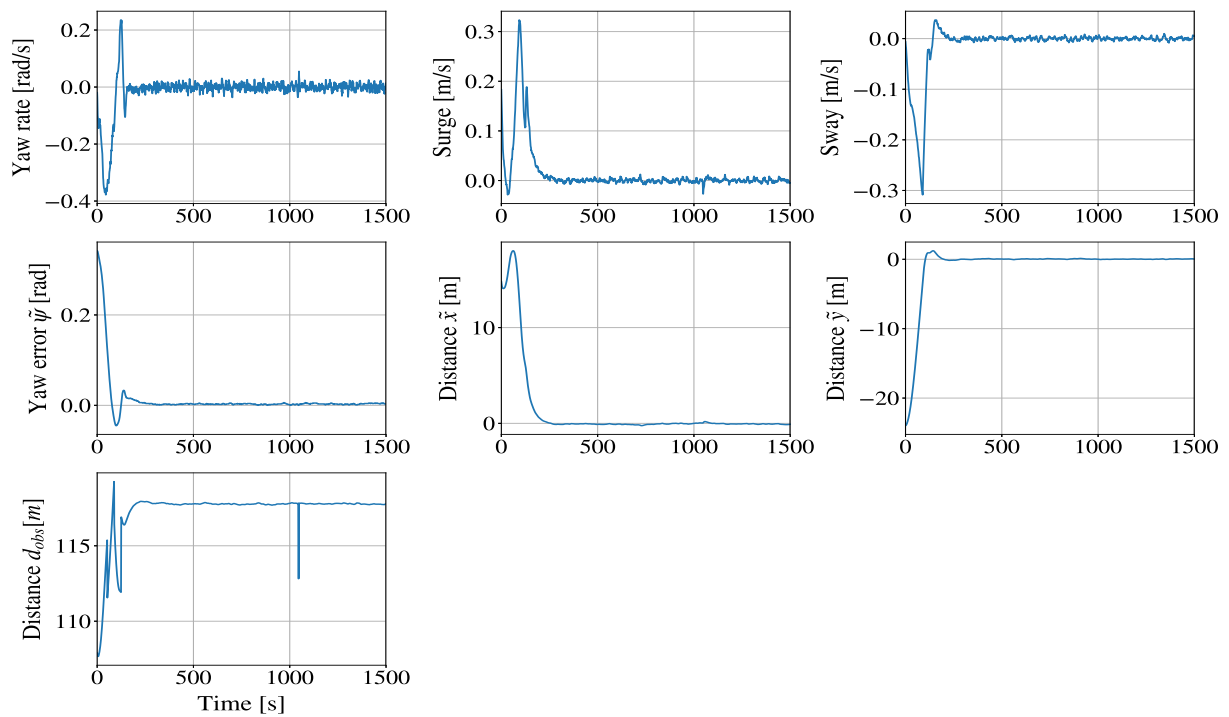 Yaw rate [rad/s]
0.2
0.0
−0.2
−0.4
0 500 1000 1500
Surge [m/s]
0.3
0.2
0.1
0.0
0 500 1000 1500
Sway [m/s]
0.0
−0.1
−0.2
−0.3
0 500 1000 1500
Yaw error ψ̃ [rad]
0.2
0.0
0 500 1000 1500
Distance x̃ [m]
10
0
0 500 1000 1500
Distance ỹ [m]
0
−10
−20
0 500 1000 1500
Distance d_obs[m]
115
110
0 500 1000 1500
Time [s]